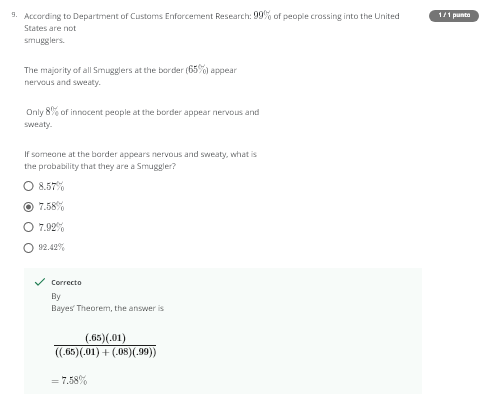 9. According to Department of Customs Enforcement Research: 99% of people crossing into the United
1 / 1 punto
States are not
smugglers.
The majority of all Smugglers at the border (65%) appear
nervous and sweaty.
Only 8% of innocent people at the border appear nervous and
sweaty.
If someone at the border appears nervous and sweaty, what is
the probability that they are a Smuggler?
8.57%
7.58%
7.92%
92.42%
Correcto
By
Bayes' Theorem, the answer is
(.65)(.01)
((.65)(.01) + (.08)(.99))
= 7.58%